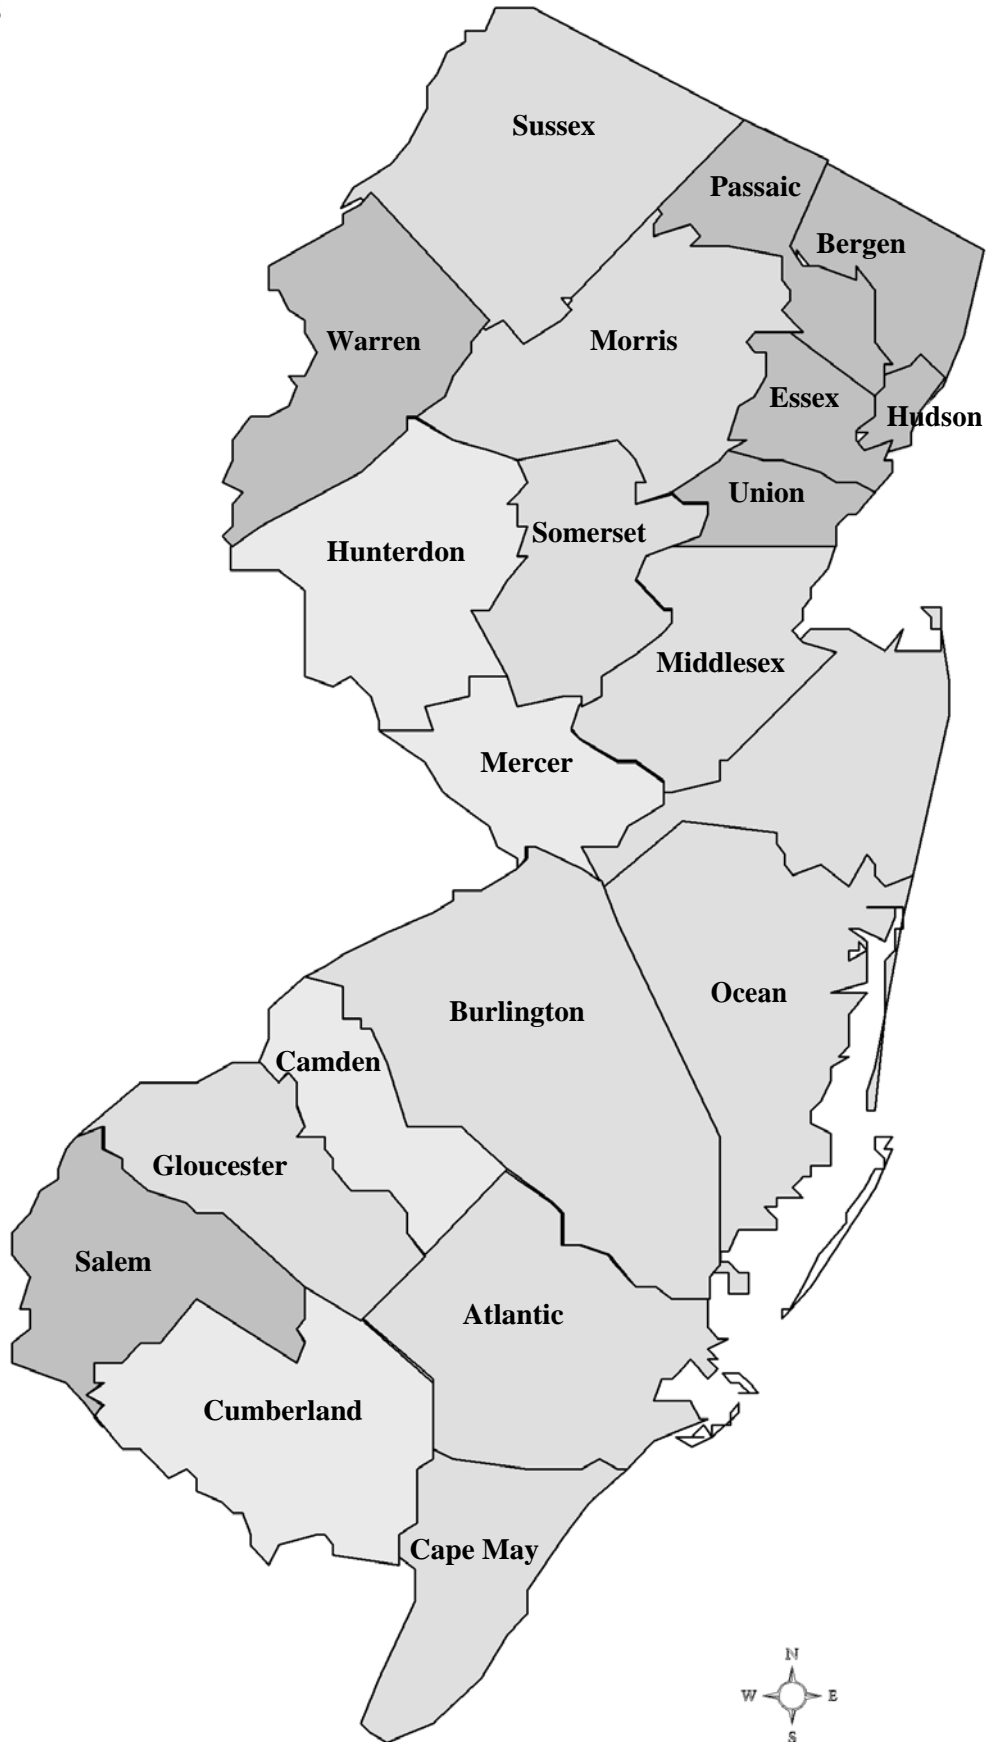 Sussex
Passaic
Bergen
Warren
Morris
Essex
Hudson
Union
Somerset
Hunterdon
Middlesex
Mercer
Ocean
Burlington
Camden
Gloucester
Salem
Atlantic
Cumberland
Cape May
N
W E
S